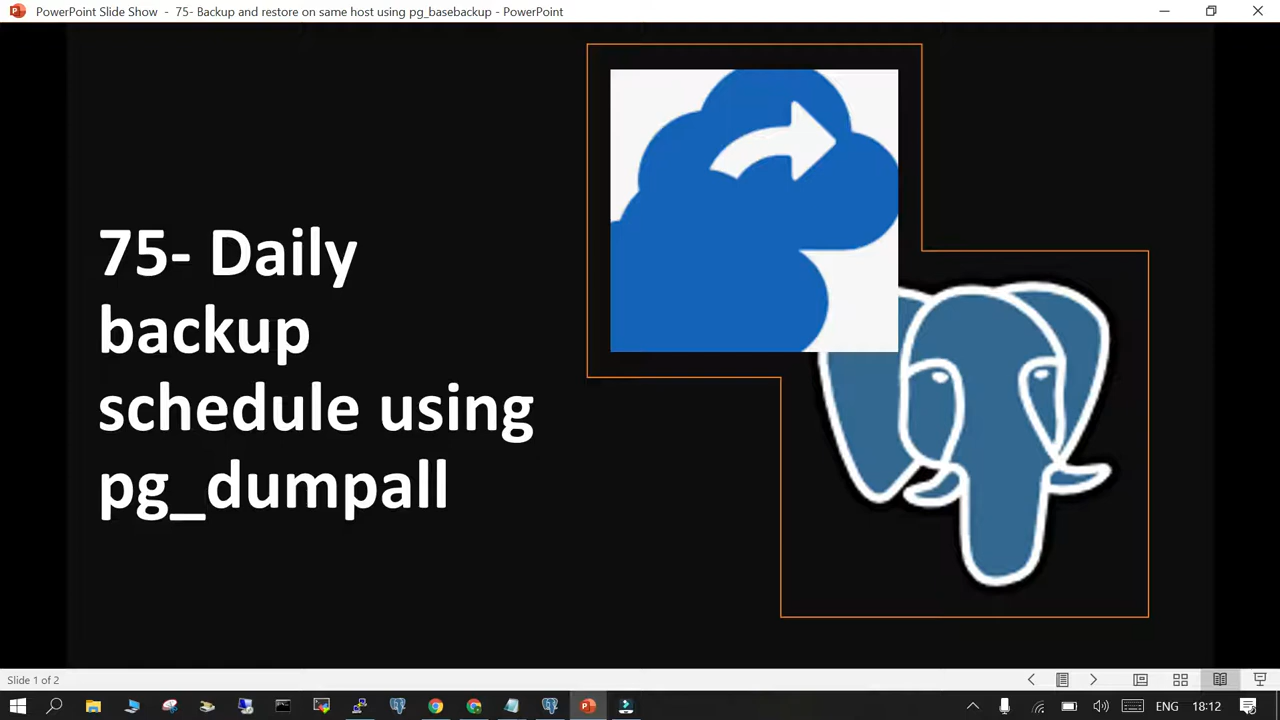 PowerPoint Slide Show - 75- Backup and restore on same host using pg_basebackup - PowerPoint
75- Daily
backup
schedule using
pg_dumpall
Slide 1 of 2
ENG
18:12